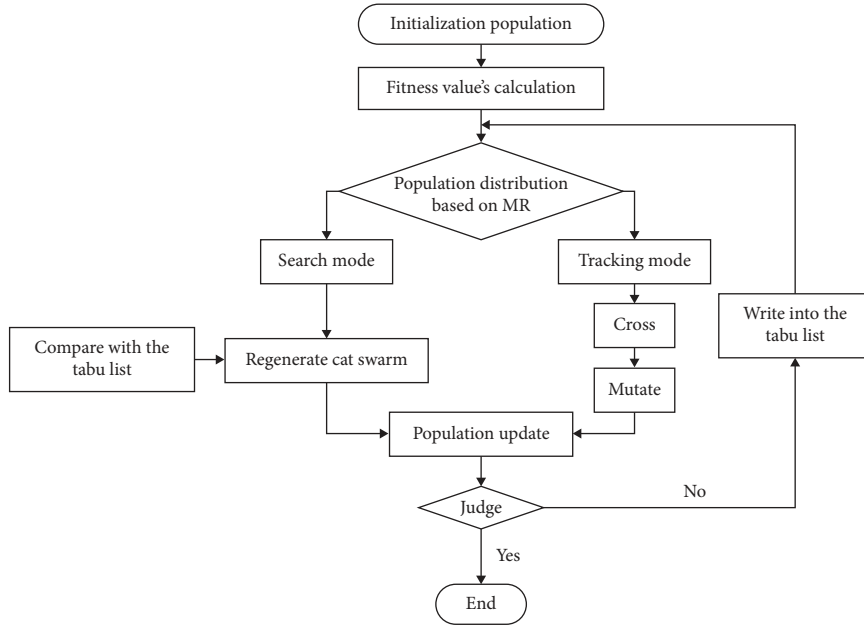 Initialization population
Fitness value's calculation
Population distribution
based on MR
Search mode
Tracking mode
Cross
Write into the
tabu list
Compare with the
tabu list
Regenerate cat swarm
Mutate
Population update
Judge
No
Yes
End